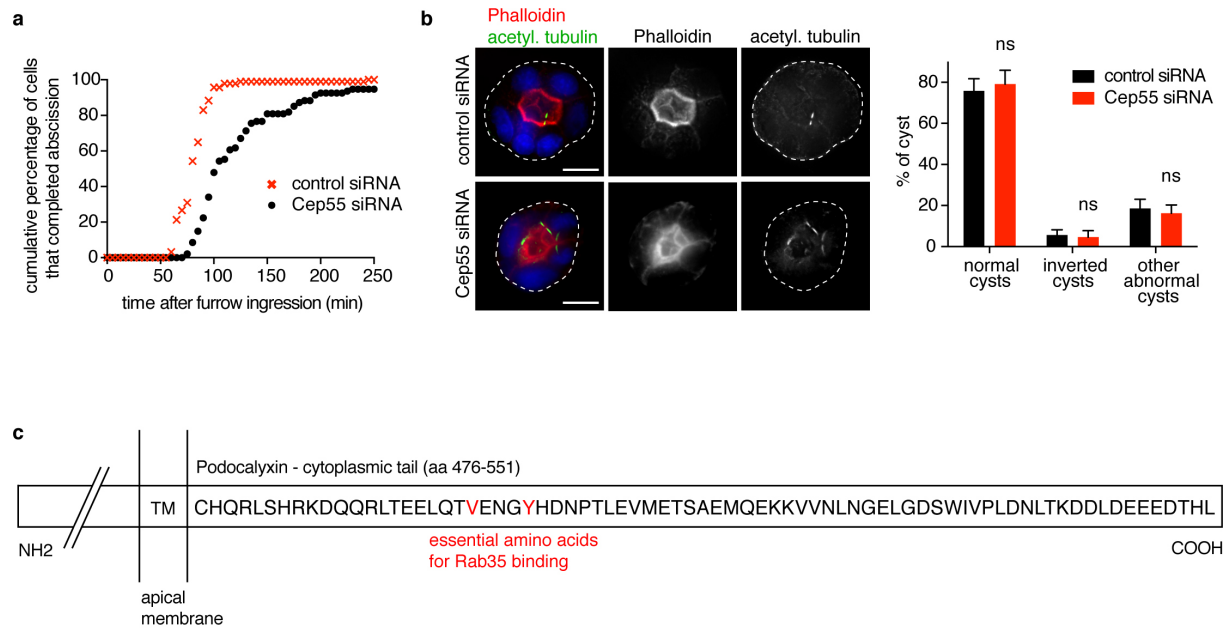 a
cumulative percentage of cells
that completed abscission
100
80
60
40
20
0
0
50
100
150
200
250
time after furrow ingression (min)
control siRNA
Cep55 siRNA
b
Phalloidin
acetyl. tubulin
Phalloidin
acetyl. tubulin
control siRNA
Cep55 siRNA
% of cyst
80
60
40
20
0
ns
ns
ns
control siRNA
Cep55 siRNA
normal
cysts
inverted
cysts
other
abnormal
cysts
c
Podocalyxin - cytoplasmic tail (aa 476-551)
TM
CHQRLSHRKDQQRLTEELQTVENGYHDNPTLEVMETSAEMQEKKVVNLNGELGDSWIVPLDNLTKDDLDEEEDTHL
NH2
essential amino acids
for Rab35 binding
COOH
apical
membrane